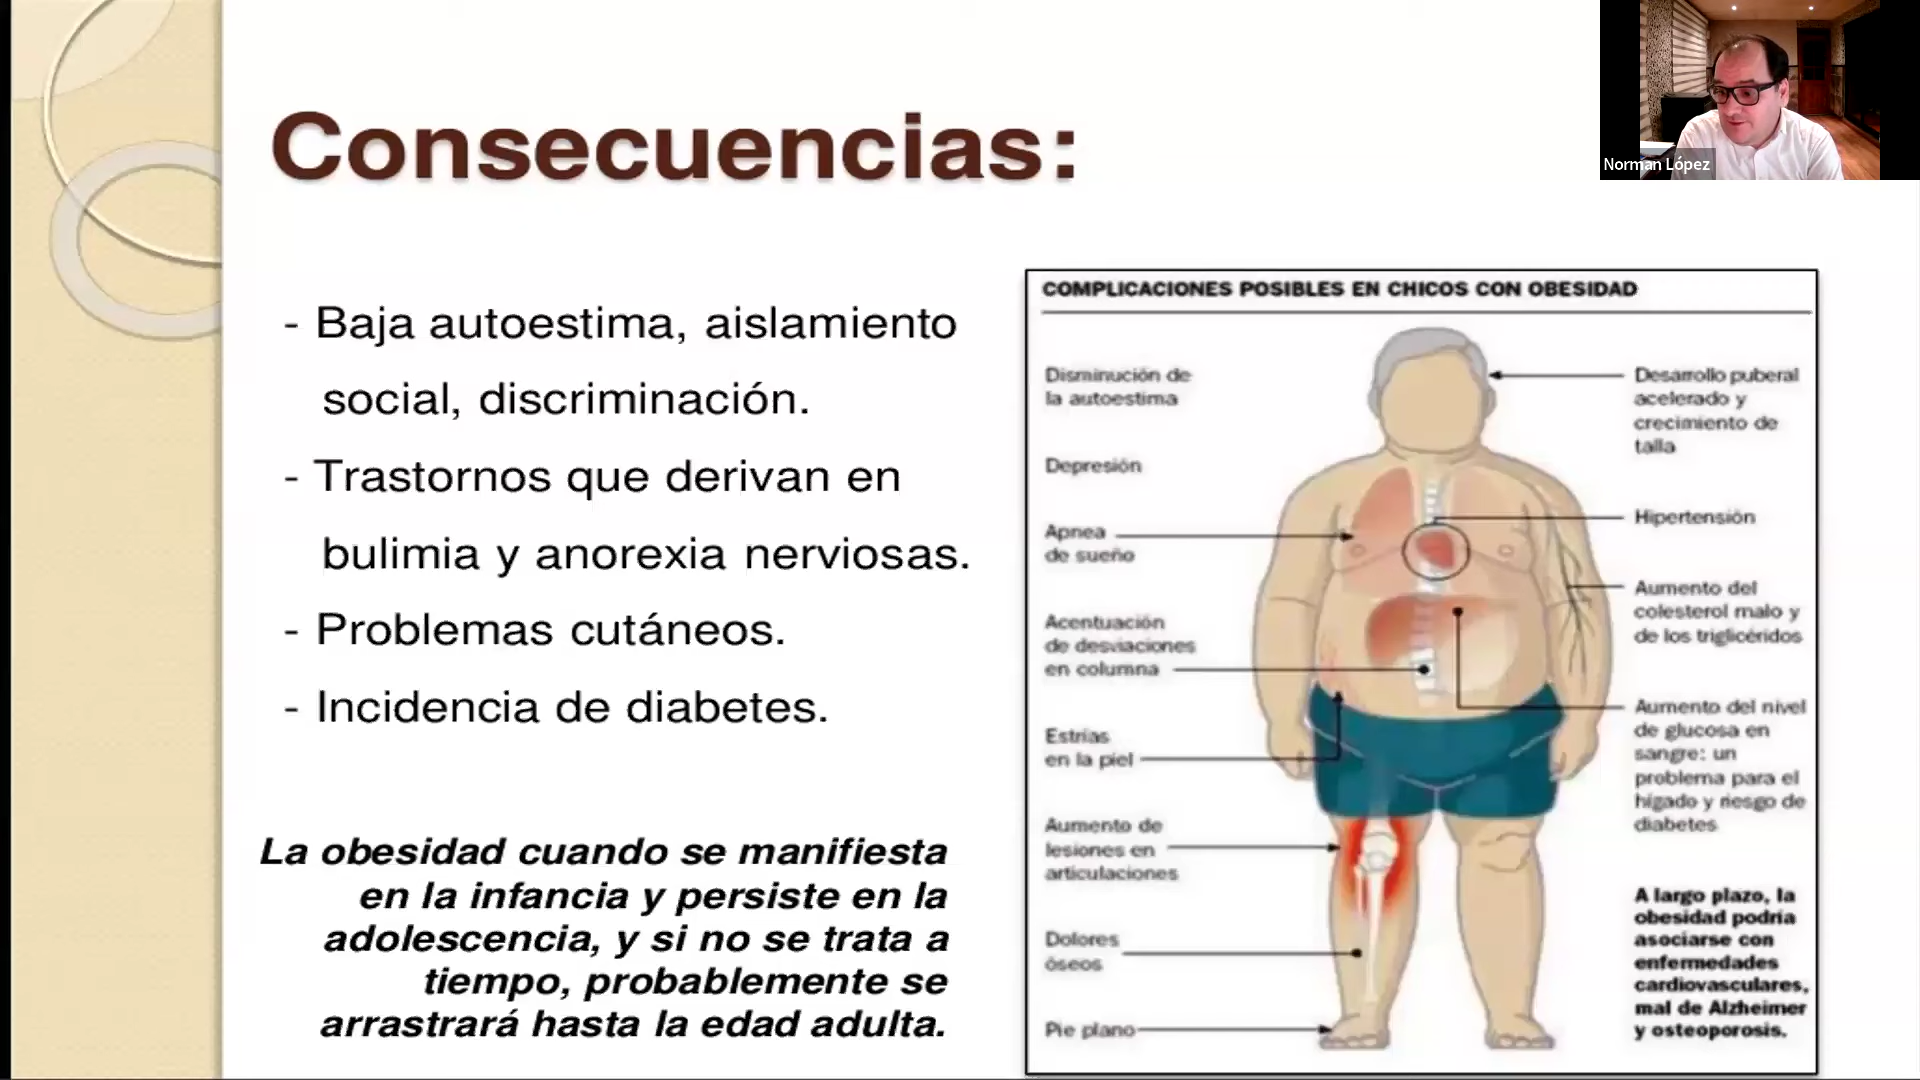 Consecuencias:
- Baja autoestima, aislamiento
social, discriminación.
- Trastornos que derivan en
bulimia y anorexia nerviosas.
- Problemas cutáneos.
- Incidencia de diabetes.
La obesidad cuando se manifiesta
en la infancia y persiste en la
adolescencia, y si no se trata a
tiempo, probablemente se
arrastrará hasta la edad adulta.
COMPLICACIONES POSIBLES EN CHICOS CON OBESIDAD
Disminución de
la autoestima
Depresión
Apnea
de sueño
Acentuación
de desviaciones
en columna
Estrías
en la piel
Aumento de
lesiones en
articulaciones
Dolores
óseos
Pie plano
Desarrollo puberal
acelerado y
crecimiento de
talla
Hipertensión
Aumento del
colesterol malo y
de los triglicéridos
Aumento del nivel
de glucosa en
sangre: un
problema para el
hígado y riesgo de
diabetes
A largo plazo, la
obesidad podría
asociarse con
enfermedades
cardiovasculares,
mal de Alzheimer
y osteoporosis.
Norman López